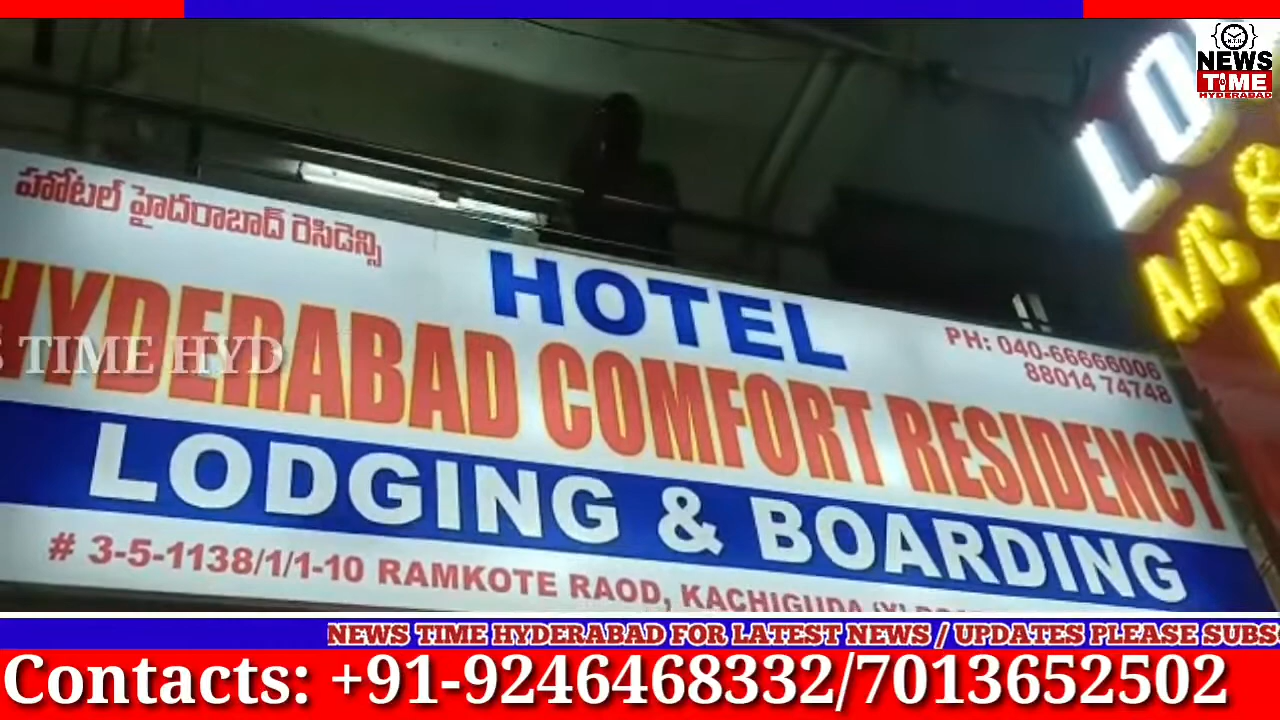 NEWS
TIME
HYDERABAD
LO
A/C &
హోటల్ హైదరాబాద్ రెసిడెన్సి
HOTEL
PH: 040-66666006
88014 74748
HYDERABAD COMFORT RESIDENCY
TIME HYD
LODGING & BOARDING
# 3-5-1138/1/1-10 RAMKOTE RAOD, KACHIGUDA 'X'
NEWS TIME HYDERABAD FOR LATEST NEWS / UPDATES PLEASE SUBS
Contacts: +91-9246468332/7013652502